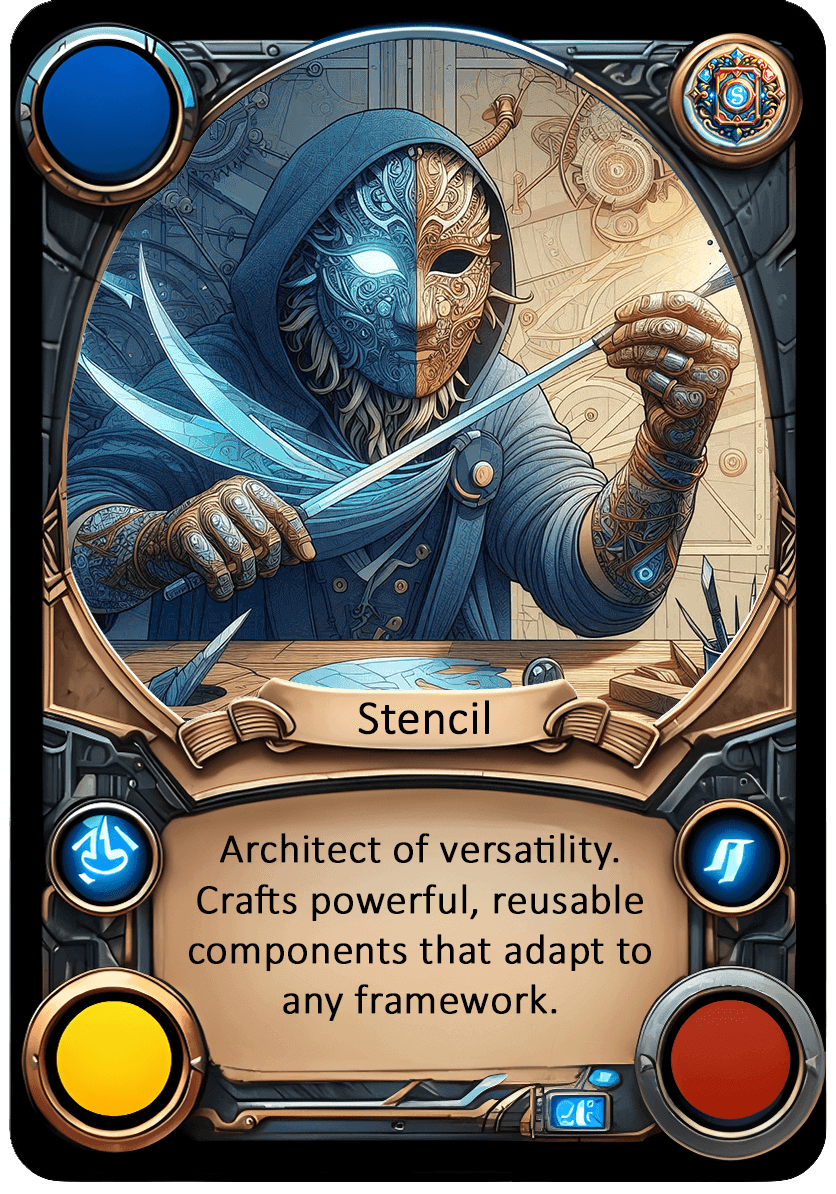 S
Stencil
Architect of versatility.
Crafts powerful, reusable
components that adapt to
any framework.